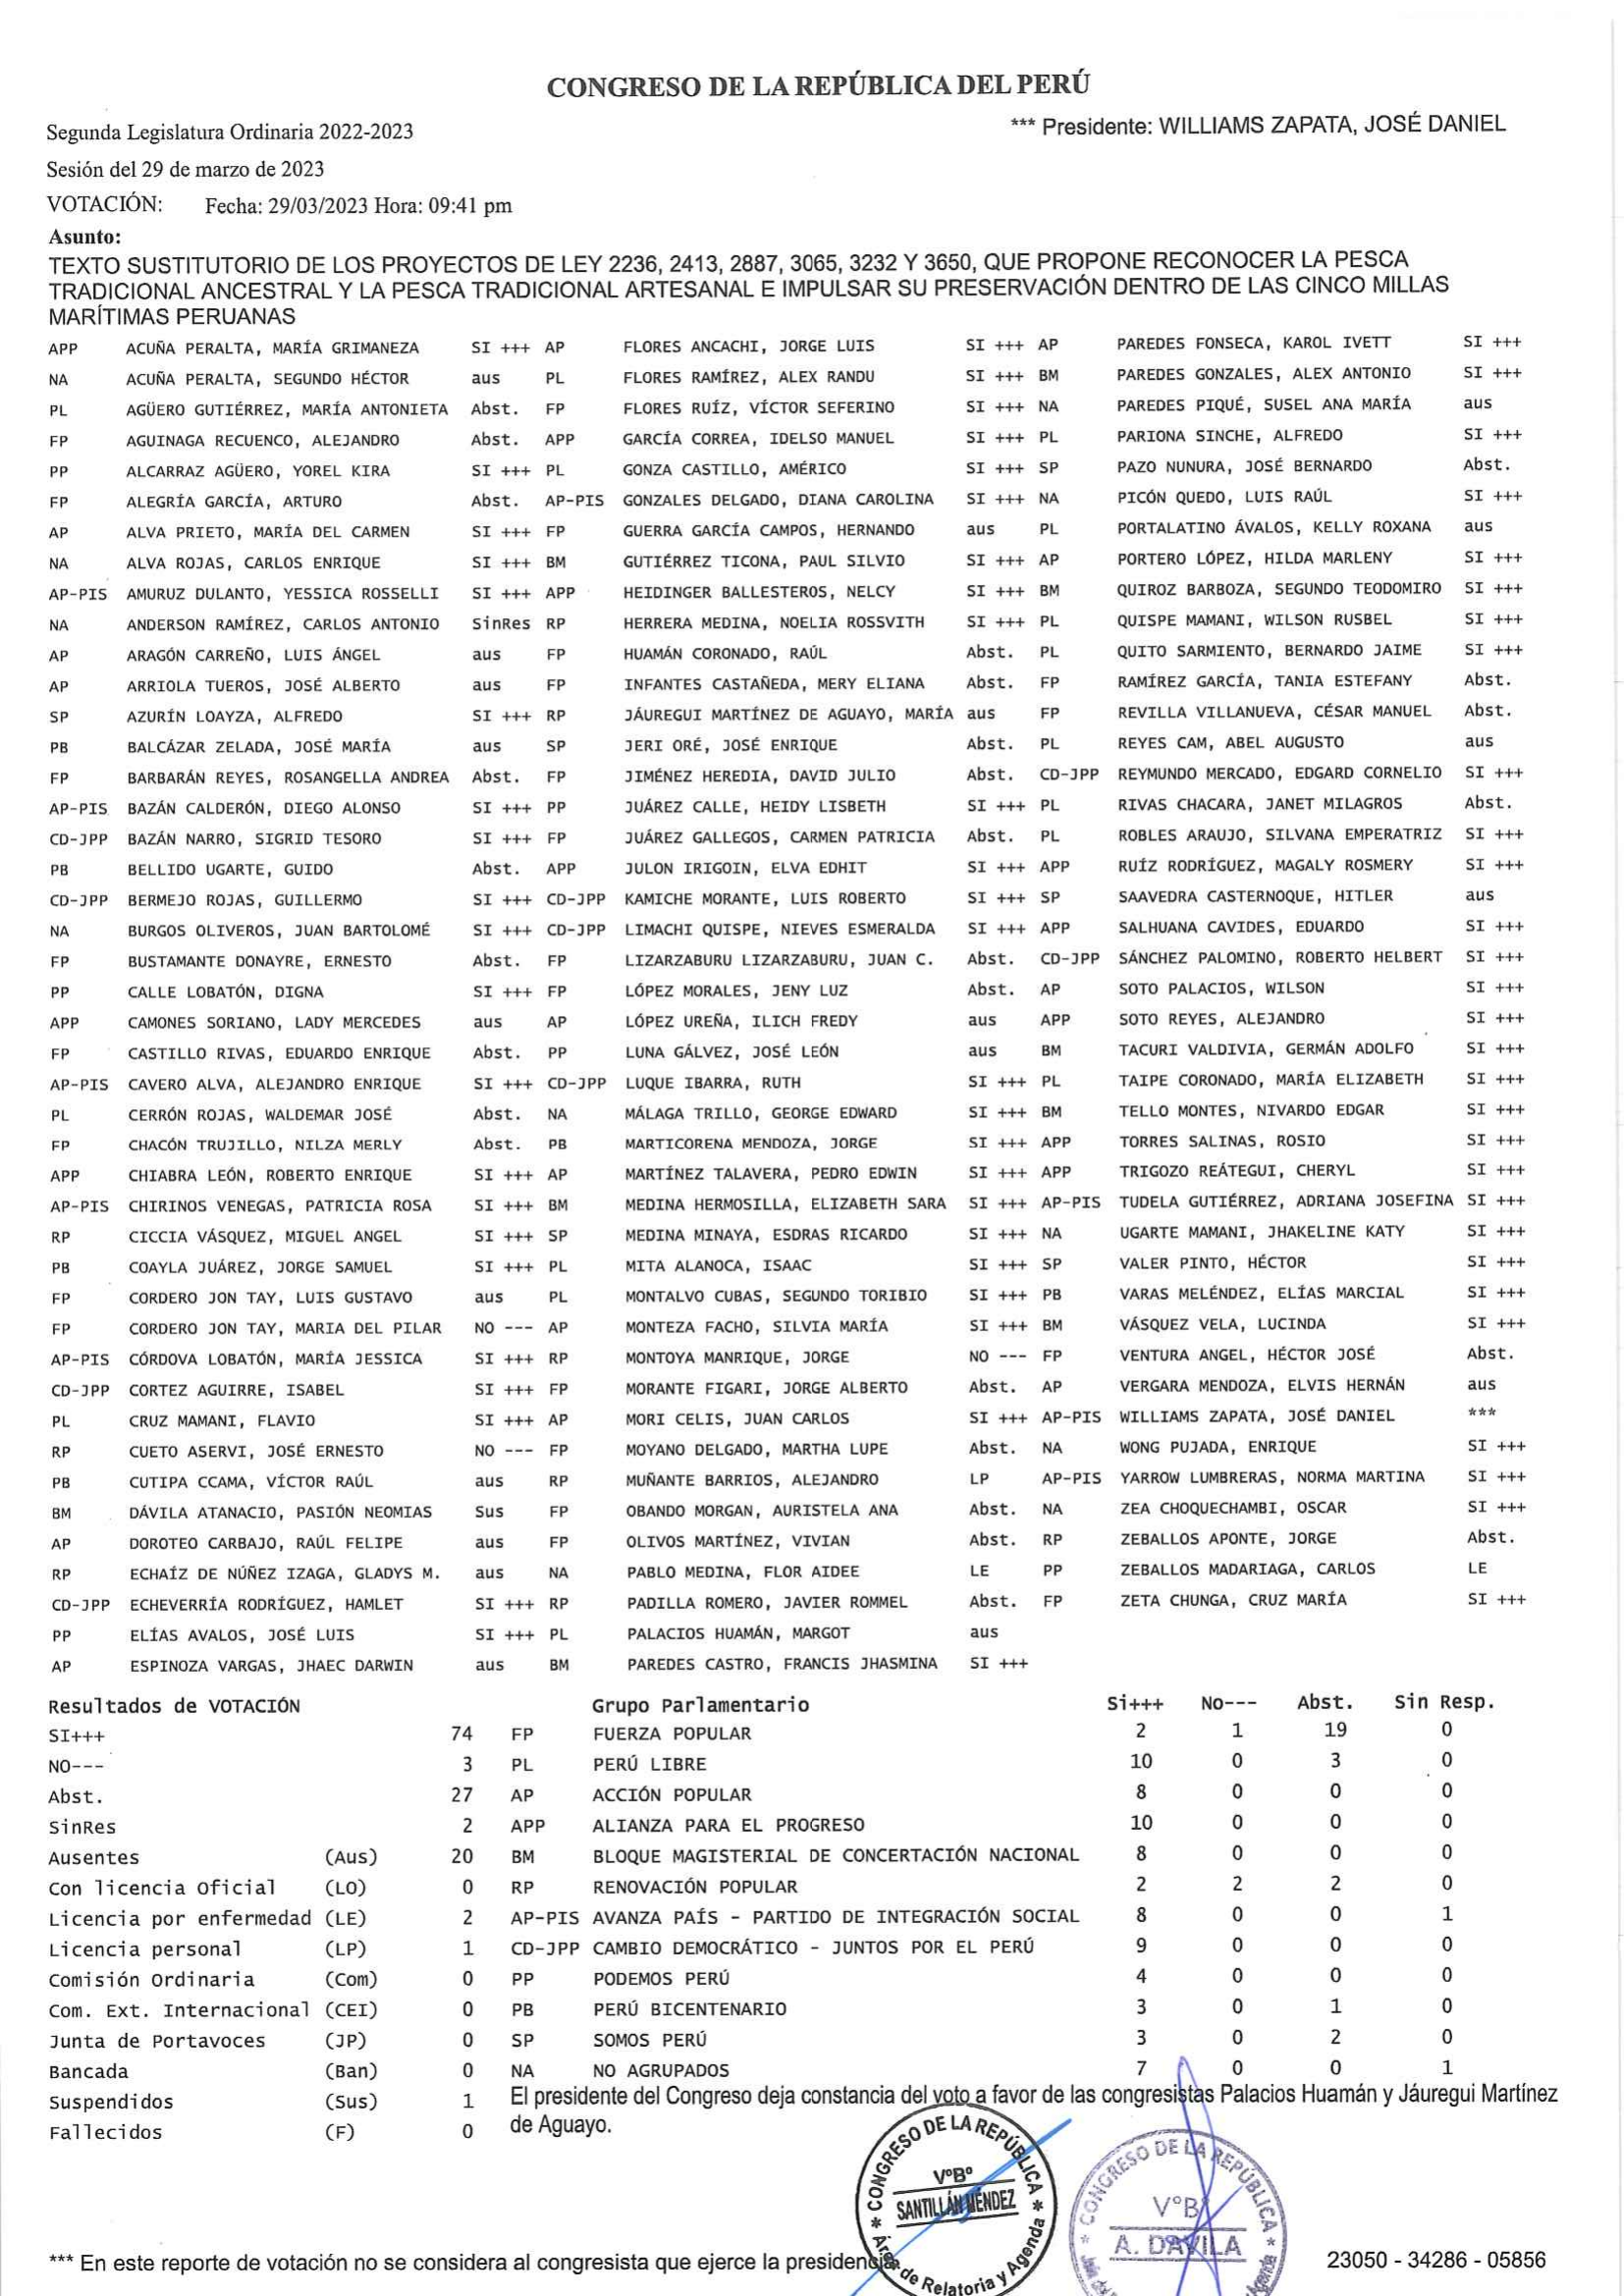 CONGRESO DE LA REPÚBLICA DEL PERÚ
Segunda Legislatura Ordinaria 2022-2023
*** Presidente: WILLIAMS ZAPATA, JOSÉ DANIEL
Sesión del 29 de marzo de 2023
VOTACIÓN: Fecha: 29/03/2023 Hora: 09:41 pm
Asunto:
TEXTO SUSTITUTORIO DE LOS PROYECTOS DE LEY 2236, 2413, 2887, 3065, 3232 Y 3650, QUE PROPONE RECONOCER LA PESCA
TRADICIONAL ANCESTRAL Y LA PESCA TRADICIONAL ARTESANAL E IMPULSAR SU PRESERVACIÓN DENTRO DE LAS CINCO MILLAS
MARÍTIMAS PERUANAS
APP ACUÑA PERALTA, MARÍA GRIMANEZA SI +++ AP FLORES ANCACHI, JORGE LUIS SI +++ AP PAREDES FONSECA, KAROL IVETT SI +++
NA ACUÑA PERALTA, SEGUNDO HÉCTOR aus PL FLORES RAMÍREZ, ALEX RANDU SI +++ BM PAREDES GONZALES, ALEX ANTONIO SI +++
PL AGÜERO GUTIÉRREZ, MARÍA ANTONIETA Abst. FP FLORES RUÍZ, VÍCTOR SEFERINO SI +++ NA PAREDES PIQUÉ, SUSEL ANA MARÍA aus
FP AGUINAGA RECUENCO, ALEJANDRO Abst. APP GARCÍA CORREA, IDELSO MANUEL SI +++ PL PARIONA SINCHE, ALFREDO SI +++
PP ALCARRAZ AGÜERO, YOREL KIRA SI +++ PL GONZA CASTILLO, AMÉRICO SI +++ SP PAZO NUNURA, JOSÉ BERNARDO Abst.
FP ALEGRÍA GARCÍA, ARTURO Abst. AP-PIS GONZALES DELGADO, DIANA CAROLINA SI +++ NA PICÓN QUEDO, LUIS RAÚL SI +++
AP ALVA PRIETO, MARÍA DEL CARMEN SI +++ FP GUERRA GARCÍA CAMPOS, HERNANDO aus PL PORTALATINO ÁVALOS, KELLY ROXANA aus
NA ALVA ROJAS, CARLOS ENRIQUE SI +++ BM GUTIÉRREZ TICONA, PAUL SILVIO SI +++ AP PORTERO LÓPEZ, HILDA MARLENY SI +++
AP-PIS AMURUZ DULANTO, YESSICA ROSSELLI SI +++ APP HEIDINGER BALLESTEROS, NELCY SI +++ BM QUIROZ BARBOZA, SEGUNDO TEODOMIRO SI +++
NA ANDERSON RAMÍREZ, CARLOS ANTONIO SinRes RP HERRERA MEDINA, NOELIA ROSSVITH SI +++ PL QUISPE MAMANI, WILSON RUSBEL SI +++
AP ARAGÓN CARREÑO, LUIS ÁNGEL aus FP HUAMÁN CORONADO, RAÚL Abst. PL QUITO SARMIENTO, BERNARDO JAIME SI +++
AP ARRIOLA TUEROS, JOSÉ ALBERTO aus FP INFANTES CASTAÑEDA, MERY ELIANA Abst. FP RAMÍREZ GARCÍA, TANIA ESTEFANY Abst.
SP AZURÍN LOAYZA, ALFREDO SI +++ RP JÁUREGUI MARTÍNEZ DE AGUAYO, MARÍA aus FP REVILLA VILLANUEVA, CÉSAR MANUEL Abst.
PB BALCÁZAR ZELADA, JOSÉ MARÍA aus SP JERI ORÉ, JOSÉ ENRIQUE Abst. PL REYES CAM, ABEL AUGUSTO aus
FP BARBARÁN REYES, ROSANGELLA ANDREA Abst. FP JIMÉNEZ HEREDIA, DAVID JULIO Abst. CD-JPP REYMUNDO MERCADO, EDGARD CORNELIO SI +++
AP-PIS BAZÁN CALDERÓN, DIEGO ALONSO SI +++ PP JUÁREZ CALLE, HEIDY LISBETH SI +++ PL RIVAS CHACARA, JANET MILAGROS Abst.
CD-JPP BAZÁN NARRO, SIGRID TESORO SI +++ FP JUÁREZ GALLEGOS, CARMEN PATRICIA Abst. PL ROBLES ARAUJO, SILVANA EMPERATRIZ SI +++
PB BELLIDO UGARTE, GUIDO Abst. APP JULON IRIGOIN, ELVA EDHIT SI +++ APP RUÍZ RODRÍGUEZ, MAGALY ROSMERY SI +++
CD-JPP BERMEJO ROJAS, GUILLERMO SI +++ CD-JPP KAMICHE MORANTE, LUIS ROBERTO SI +++ SP SAAVEDRA CASTERNOQUE, HITLER aus
NA BURGOS OLIVEROS, JUAN BARTOLOMÉ SI +++ CD-JPP LIMACHI QUISPE, NIEVES ESMERALDA SI +++ APP SALHUANA CAVIDES, EDUARDO SI +++
FP BUSTAMANTE DONAYRE, ERNESTO Abst. FP LIZARZABURU LIZARZABURU, JUAN C. Abst. CD-JPP SÁNCHEZ PALOMINO, ROBERTO HELBERT SI +++
PP CALLE LOBATÓN, DIGNA SI +++ FP LÓPEZ MORALES, JENY LUZ Abst. AP SOTO PALACIOS, WILSON SI +++
APP CAMONES SORIANO, LADY MERCEDES aus AP LÓPEZ UREÑA, ILICH FREDY aus APP SOTO REYES, ALEJANDRO SI +++
FP CASTILLO RIVAS, EDUARDO ENRIQUE Abst. PP LUNA GÁLVEZ, JOSÉ LEÓN aus BM TACURI VALDIVIA, GERMÁN ADOLFO SI +++
AP-PIS CAVERO ALVA, ALEJANDRO ENRIQUE SI +++ CD-JPP LUQUE IBARRA, RUTH SI +++ PL TAIPE CORONADO, MARÍA ELIZABETH SI +++
PL CERRÓN ROJAS, WALDEMAR JOSÉ Abst. NA MÁLAGA TRILLO, GEORGE EDWARD SI +++ BM TELLO MONTES, NIVARDO EDGAR SI +++
FP CHACÓN TRUJILLO, NILZA MERLY Abst. PB MARTICORENA MENDOZA, JORGE SI +++ APP TORRES SALINAS, ROSIO SI +++
APP CHIABRA LEÓN, ROBERTO ENRIQUE SI +++ AP MARTÍNEZ TALAVERA, PEDRO EDWIN SI +++ APP TRIGOZO REÁTEGUI, CHERYL SI +++
AP-PIS CHIRINOS VENEGAS, PATRICIA ROSA SI +++ BM MEDINA HERMOSILLA, ELIZABETH SARA SI +++ AP-PIS TUDELA GUTIÉRREZ, ADRIANA JOSEFINA SI +++
RP CICCIA VÁSQUEZ, MIGUEL ANGEL SI +++ SP MEDINA MINAYA, ESDRAS RICARDO SI +++ NA UGARTE MAMANI, JHAKELINE KATY SI +++
PB COAYLA JUÁREZ, JORGE SAMUEL SI +++ PL MITA ALANOCA, ISAAC SI +++ SP VALER PINTO, HÉCTOR SI +++
FP CORDERO JON TAY, LUIS GUSTAVO aus PL MONTALVO CUBAS, SEGUNDO TORIBIO SI +++ PB VARAS MELÉNDEZ, ELÍAS MARCIAL SI +++
FP CORDERO JON TAY, MARIA DEL PILAR NO --- AP MONTEZA FACHO, SILVIA MARÍA SI +++ BM VÁSQUEZ VELA, LUCINDA SI +++
AP-PIS CÓRDOVA LOBATÓN, MARÍA JESSICA SI +++ RP MONTOYA MANRIQUE, JORGE NO --- FP VENTURA ANGEL, HÉCTOR JOSÉ Abst.
CD-JPP CORTEZ AGUIRRE, ISABEL SI +++ FP MORANTE FIGARI, JORGE ALBERTO Abst. AP VERGARA MENDOZA, ELVIS HERNÁN aus
PL CRUZ MAMANI, FLAVIO SI +++ AP MORI CELIS, JUAN CARLOS SI +++ AP-PIS WILLIAMS ZAPATA, JOSÉ DANIEL ***
RP CUETO ASERVI, JOSÉ ERNESTO NO --- FP MOYANO DELGADO, MARTHA LUPE Abst. NA WONG PUJADA, ENRIQUE SI +++
PB CUTIPA CCAMA, VÍCTOR RAÚL aus RP MUÑANTE BARRIOS, ALEJANDRO LP AP-PIS YARROW LUMBRERAS, NORMA MARTINA SI +++
BM DÁVILA ATANACIO, PASIÓN NEOMIAS Sus FP OBANDO MORGAN, AURISTELA ANA Abst. NA ZEA CHOQUECHAMBI, OSCAR SI +++
AP DOROTEO CARBAJO, RAÚL FELIPE aus FP OLIVOS MARTÍNEZ, VIVIAN Abst. RP ZEBALLOS APONTE, JORGE Abst.
RP ECHAÍZ DE NÚÑEZ IZAGA, GLADYS M. aus NA PABLO MEDINA, FLOR AIDEE LE PP ZEBALLOS MADARIAGA, CARLOS LE
CD-JPP ECHEVERRÍA RODRÍGUEZ, HAMLET SI +++ RP PADILLA ROMERO, JAVIER ROMMEL Abst. FP ZETA CHUNGA, CRUZ MARÍA SI +++
PP ELÍAS AVALOS, JOSÉ LUIS SI +++ PL PALACIOS HUAMÁN, MARGOT aus
AP ESPINOZA VARGAS, JHAEC DARWIN aus BM PAREDES CASTRO, FRANCIS JHASMINA SI +++
Resultados de VOTACIÓN Grupo Parlamentario Si+++ No--- Abst. Sin Resp.
SI+++ 74 FP FUERZA POPULAR 2 1 19 0
NO--- 3 PL PERÚ LIBRE 10 0 3 0
Abst. 27 AP ACCIÓN POPULAR 8 0 0 0
SinRes 2 APP ALIANZA PARA EL PROGRESO 10 0 0 0
Ausentes (Aus) 20 BM BLOQUE MAGISTERIAL DE CONCERTACIÓN NACIONAL 8 0 0 0
Con licencia Oficial (LO) 0 RP RENOVACIÓN POPULAR 2 2 2 0
Licencia por enfermedad (LE) 2 AP-PIS AVANZA PAÍS - PARTIDO DE INTEGRACIÓN SOCIAL 8 0 0 1
Licencia personal (LP) 1 CD-JPP CAMBIO DEMOCRÁTICO - JUNTOS POR EL PERÚ 9 0 0 0
Comisión Ordinaria (Com) 0 PP PODEMOS PERÚ 4 0 0 0
Com. Ext. Internacional (CEI) 0 PB PERÚ BICENTENARIO 3 0 1 0
Junta de Portavoces (JP) 0 SP SOMOS PERÚ 3 0 2 0
Bancada (Ban) 0 NA NO AGRUPADOS 7 0 0 1
Suspendidos (Sus) 1 El presidente del Congreso deja constancia del voto a favor de las congresistas Palacios Huamán y Jáuregui Martínez
Fallecidos (F) 0 de Aguayo.
* CONGRESO DE LA REPÚBLICA *
V°B°
SANTILLÁN MENDEZ
Área de Relatoria y Agenda
* CONGRESO DE LA REPÚBLICA *
V°B°
A. DAVILA
Agenda
*** En este reporte de votación no se considera al congresista que ejerce la presidencia
23050 - 34286 - 05856